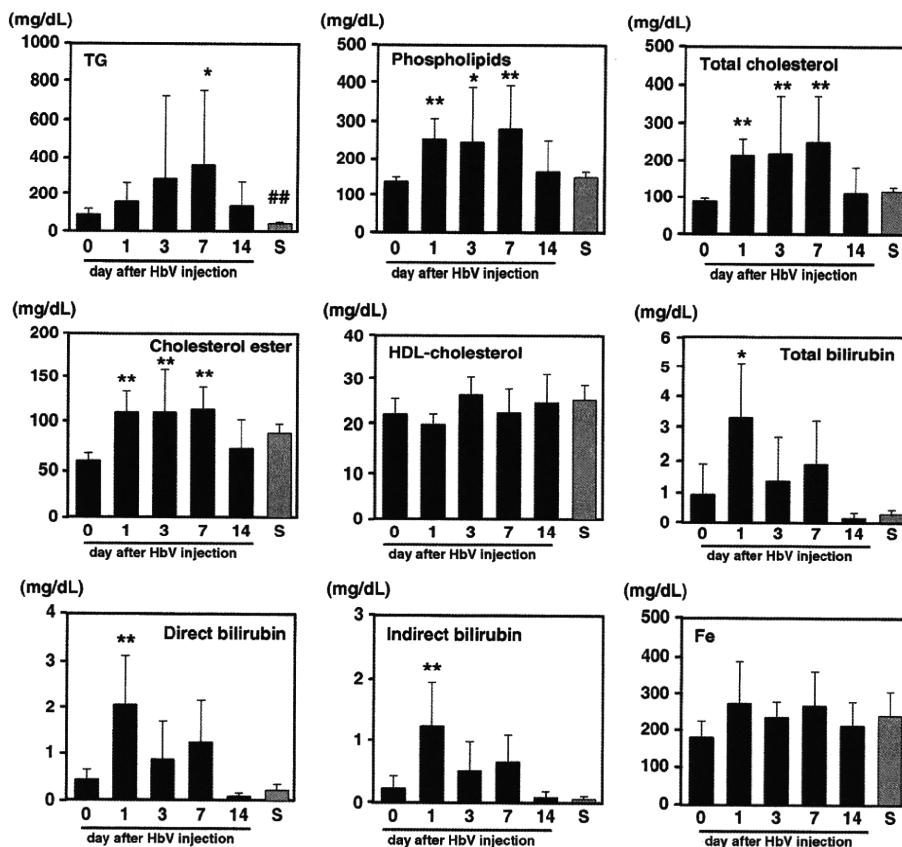 (mg/dL)
1000
800
600
400
200
0
TG
*
##
0 1 3 7 14 S
day after HbV injection
(mg/dL)
500
400
300
200
100
0
Phospholipids
** * **
0 1 3 7 14 S
day after HbV injection
(mg/dL)
500
400
300
200
100
0
Total cholesterol
** ** **
0 1 3 7 14 S
day after HbV injection
(mg/dL)
200
150
100
50
0
Cholesterol ester
** ** **
0 1 3 7 14 S
day after HbV injection
(mg/dL)
40
30
20
10
0
HDL-cholesterol
0 1 3 7 14 S
day after HbV injection
(mg/dL)
6
5
4
3
2
1
0
Total bilirubin
*
0 1 3 7 14 S
day after HbV injection
(mg/dL)
4
3
2
1
0
Direct bilirubin
**
0 1 3 7 14 S
day after HbV injection
(mg/dL)
3
2
1
0
Indirect bilirubin
**
0 1 3 7 14 S
day after HbV injection
(mg/dL)
500
400
300
200
100
0
Fe
0 1 3 7 14 S
day after HbV injection